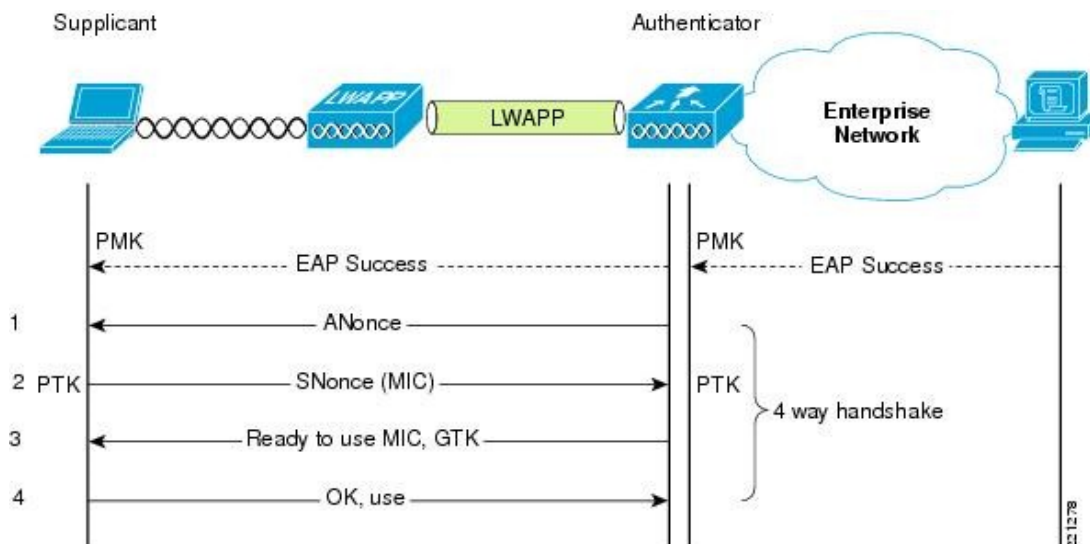 Supplicant
Authenticator
LWAPP
LWAPP
Enterprise
Network
PMK
EAP Success
PMK
EAP Success
1
ANonce
2 PTK
SNonce (MIC)
PTK
4 way handshake
3
Ready to use MIC, GTK
4
OK, use
221278